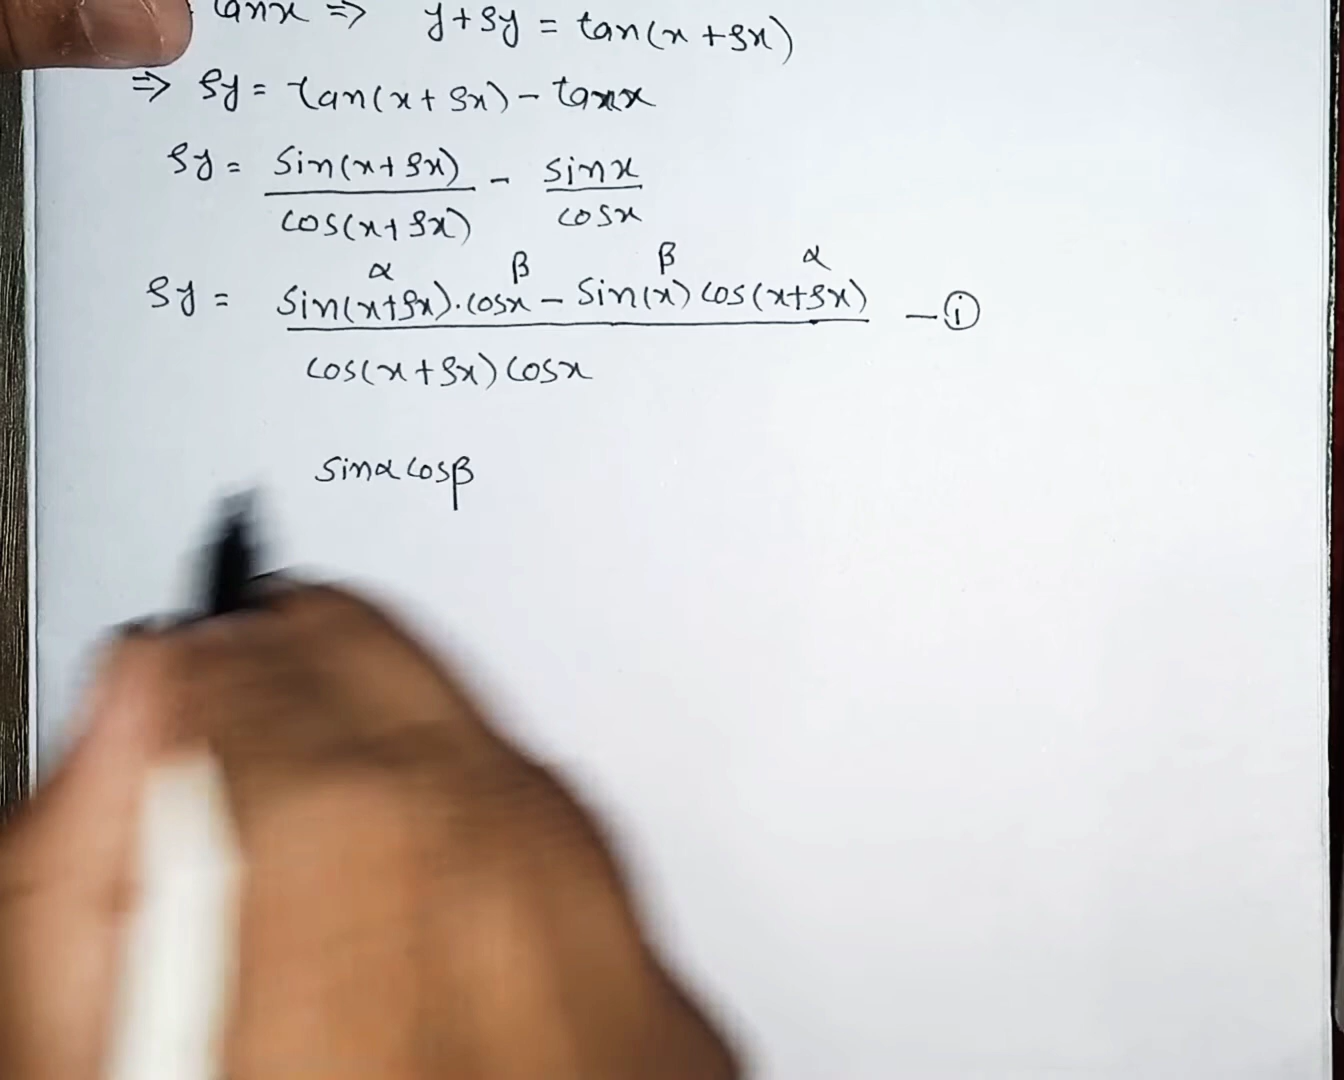 tanx ⇒ y+δy = tan(x+δx)
⇒ δy = tan(x+δx) - tanx
δy = sin(x+δx)/cos(x+δx) - sinx/cosx
α β β α
δy = sin(x+δx).cosx - sin(x) cos(x+δx) / cos(x+δx) cosx — ⓘ
sinα cosβ